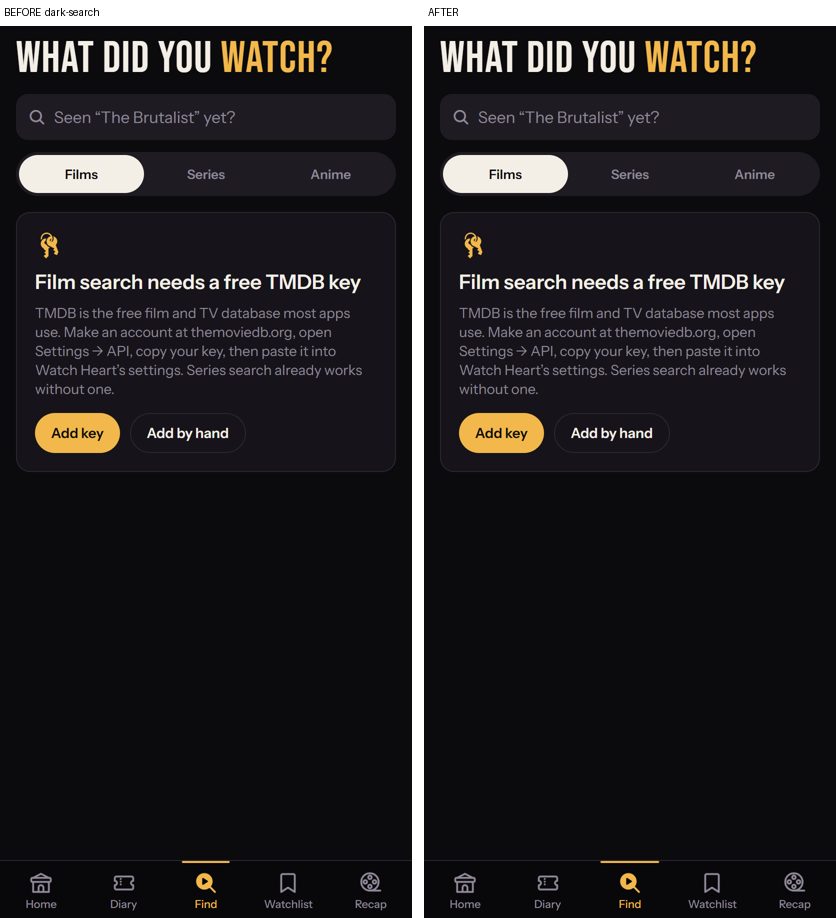 BEFORE dark-search
WHAT DID YOU WATCH?
Seen “The Brutalist” yet?
Films Series Anime
Film search needs a free TMDB key
TMDB is the free film and TV database most apps
use. Make an account at themoviedb.org, open
Settings → API, copy your key, then paste it into
Watch Heart’s settings. Series search already works
without one.
Add key Add by hand
Home Diary Find Watchlist Recap
AFTER
WHAT DID YOU WATCH?
Seen “The Brutalist” yet?
Films Series Anime
Film search needs a free TMDB key
TMDB is the free film and TV database most apps
use. Make an account at themoviedb.org, open
Settings → API, copy your key, then paste it into
Watch Heart’s settings. Series search already works
without one.
Add key Add by hand
Home Diary Find Watchlist Recap